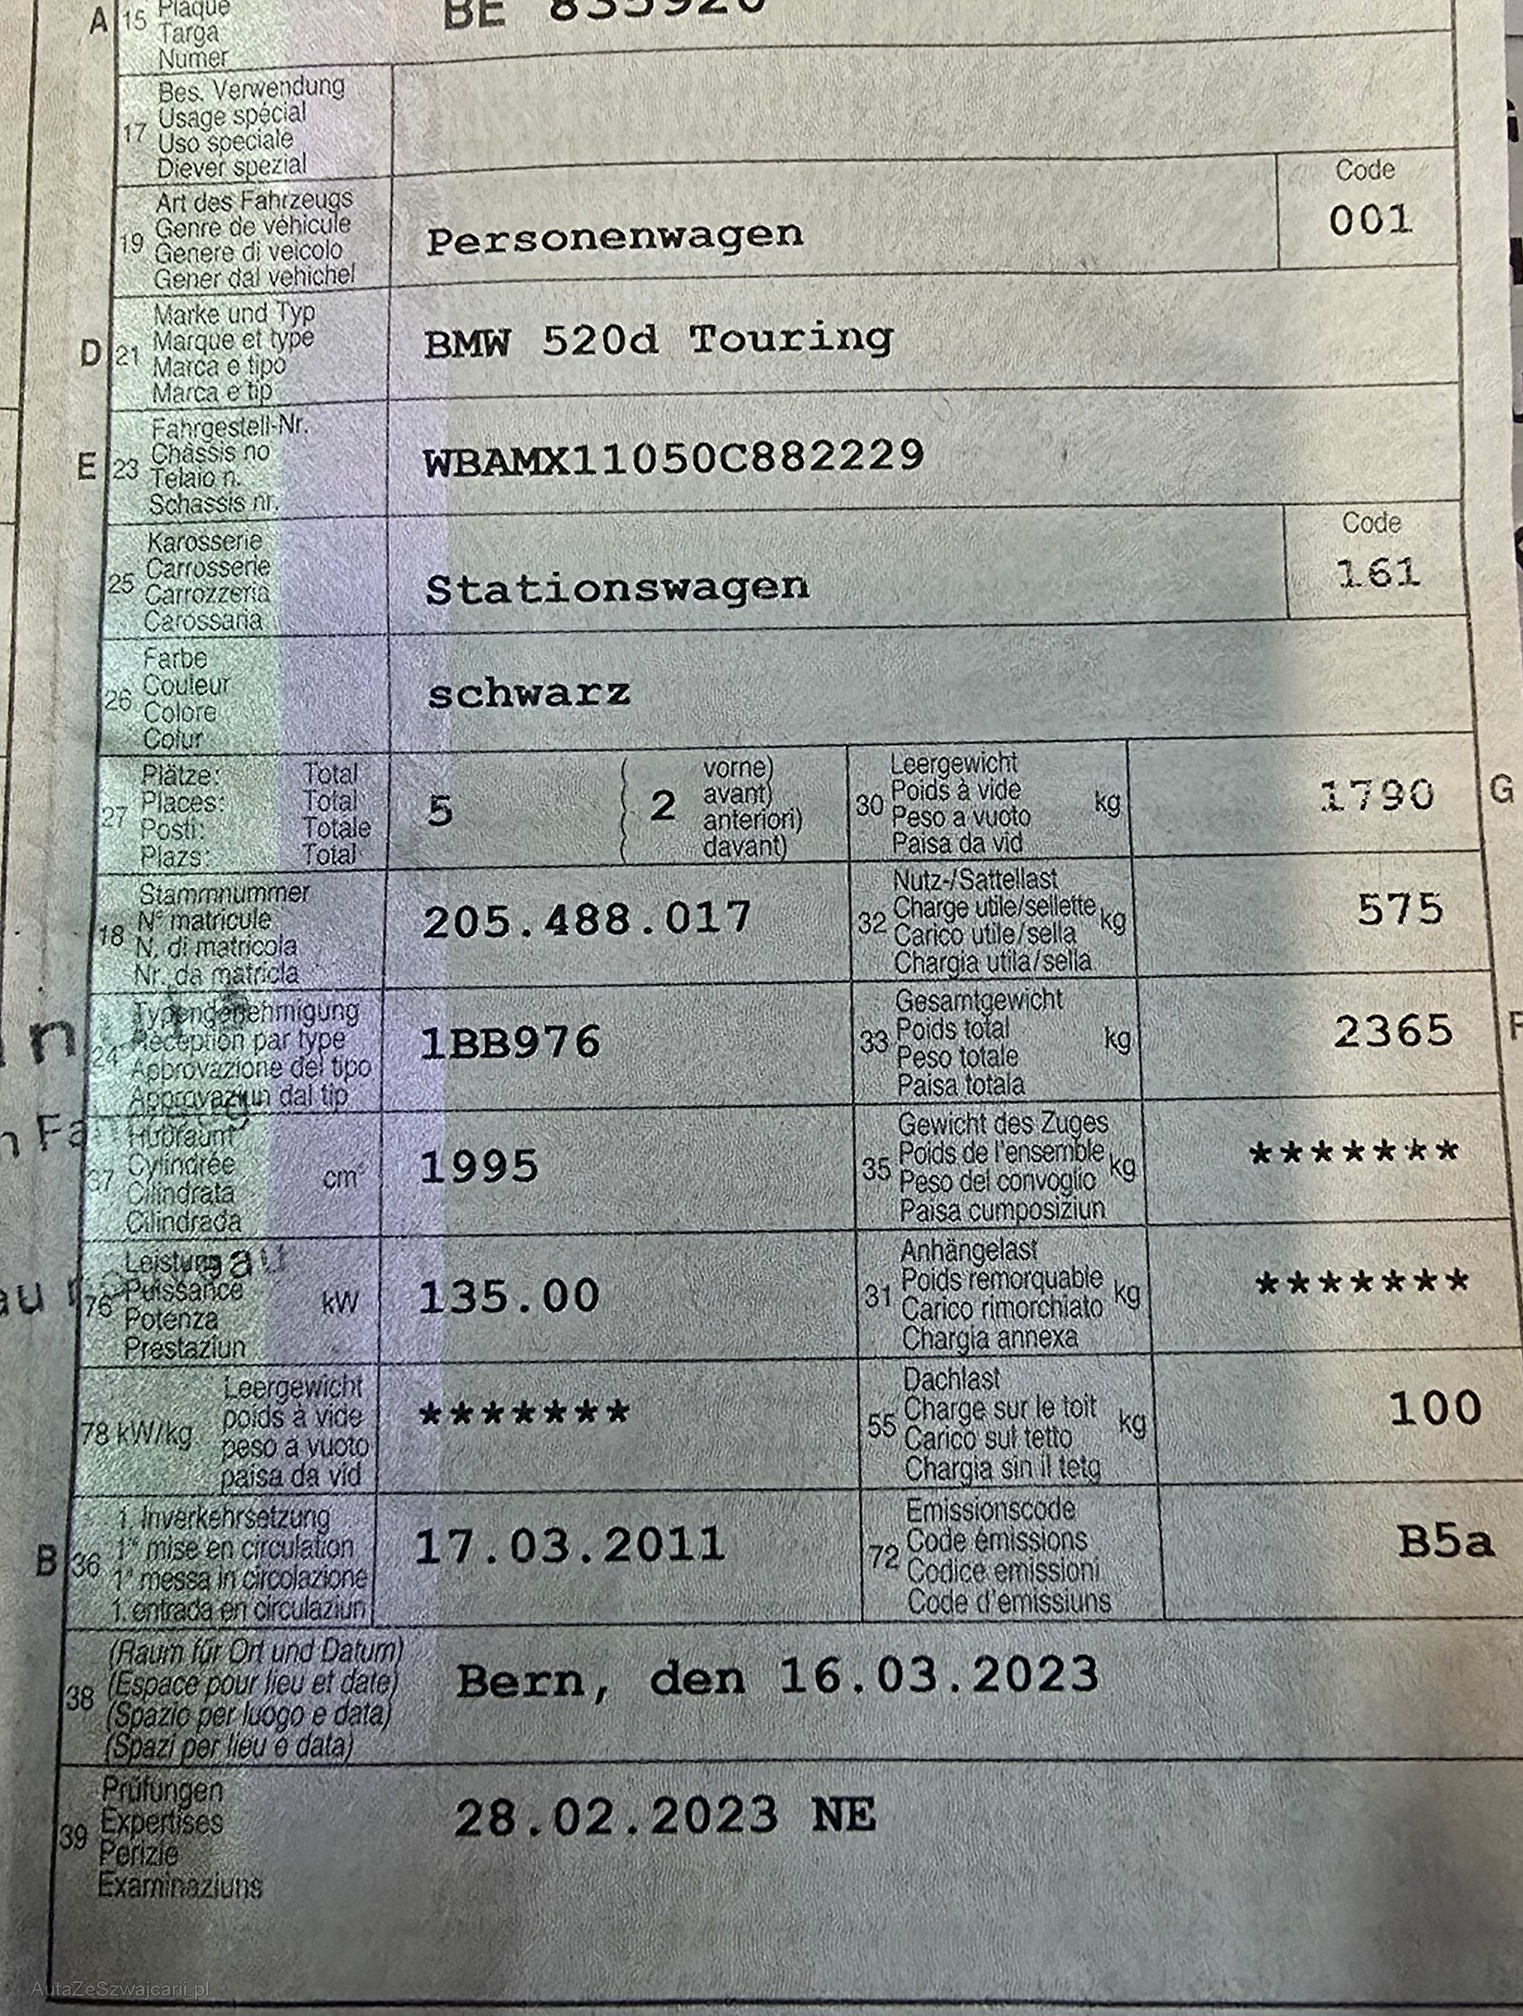 A 15 Plaque BE 835920
Targa
Numer
Bes. Verwendung
17 Usage spécial
Uso speciale
Diever spezial
Art des Fahrzeugs Code
19 Genre de véhicule Personenwagen 001
Genere di veicolo
Gener dal vehichel
Marke und Typ
D 21 Marque et type BMW 520d Touring
Marca e tipo
Marca e tip
Fahrgestell-Nr.
E 23 Châssis no WBAMX11050C882229
Telaio n.
Schassis nr.
Karosserie Code
25 Carrosserie Stationswagen 161
Carrozzeria
Carossaria
Farbe
26 Couleur schwarz
Colore
Colur
Plätze: Total vorne) Leergewicht
27 Places: Total 5 ( 2 avant) 30 Poids à vide kg 1790 G
Posti: Totale anteriori) Peso a vuoto
Plazs: Total davant) Paisa da vid
Stammnummer Nutz-/Sattellast
18 N° matricule 205.488.017 32 Charge utile/sellette kg 575
N. di matricola Carico utile/sella
Nr. da matricla Chargia utila/sella
Typengenehmigung Gesamtgewicht
24 Réception par type 1BB976 33 Poids total kg 2365 F
Approvazione del tipo Peso totale
Approvaziun dal tip Paisa totala
Hubraum Gewicht des Zuges
37 Cylindrée cm³ 1995 35 Poids de l'ensemble kg *******
Cilindrata Peso del convoglio
Cilindrada Paisa cumposiziun
Leistung Anhängelast
76 Puissance kW 135.00 31 Poids remorquable kg *******
Potenza Carico rimorchiato
Prestaziun Chargia annexa
Leergewicht Dachlast
78 kW/kg poids à vide ******* 55 Charge sur le toit kg 100
peso a vuoto Carico sul tetto
paisa da vid Chargia sin il tetg
1. Inverkehrsetzung Emissionscode
B 36 1re mise en circulation 17.03.2011 72 Code émissions B5a
1a messa in circolazione Codice emissioni
1. entrada en circulaziun Code d'emissiuns
(Raum für Ort und Datum)
38 (Espace pour lieu et date) Bern, den 16.03.2023
(Spazio per luogo e data)
(Spazi per lieu e data)
Prüfungen
39 Expertises 28.02.2023 NE
Perizie
Examinaziuns
AutaZeSzwajcarii.pl